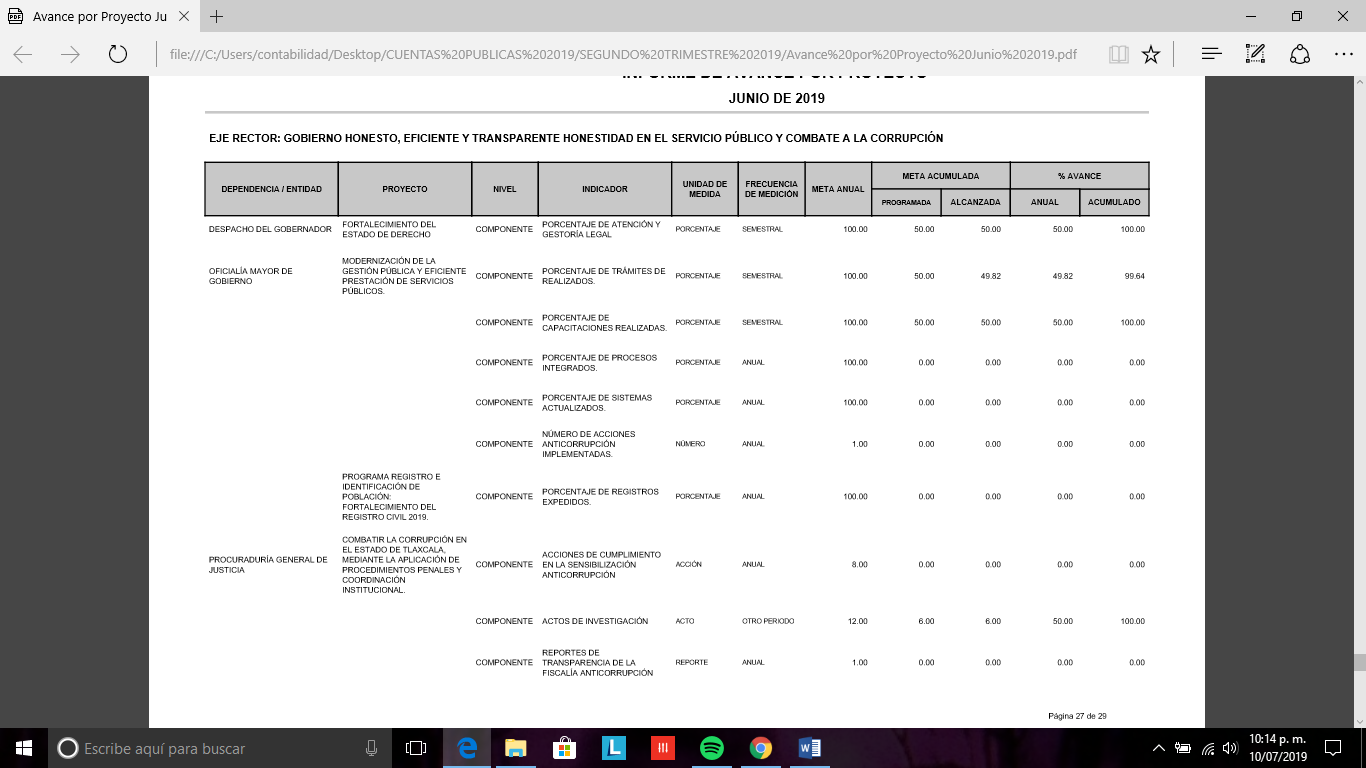 Avance por Proyecto Ju
file:///C:/Users/contabilidad/Desktop/CUENTAS%20PUBLICAS%202019/SEGUNDO%20TRIMESTRE%202019/Avance%20por%20Proyecto%20Junio%202019.pdf
INFORME DE AVANCE POR PROYECTO
JUNIO DE 2019
EJE RECTOR: GOBIERNO HONESTO, EFICIENTE Y TRANSPARENTE HONESTIDAD EN EL SERVICIO PÚBLICO Y COMBATE A LA CORRUPCIÓN
DEPENDENCIA / ENTIDAD PROYECTO NIVEL INDICADOR UNIDAD DE MEDIDA FRECUENCIA DE MEDICIÓN META ANUAL META ACUMULADA % AVANCE
PROGRAMADA ALCANZADA ANUAL ACUMULADO
DESPACHO DEL GOBERNADOR FORTALECIMIENTO DEL ESTADO DE DERECHO COMPONENTE PORCENTAJE DE ATENCIÓN Y GESTORÍA LEGAL PORCENTAJE SEMESTRAL 100.00 50.00 50.00 50.00 100.00
OFICIALÍA MAYOR DE GOBIERNO MODERNIZACIÓN DE LA GESTIÓN PÚBLICA Y EFICIENTE PRESTACIÓN DE SERVICIOS PÚBLICOS. COMPONENTE PORCENTAJE DE TRÁMITES DE REALIZADOS. PORCENTAJE SEMESTRAL 100.00 50.00 49.82 49.82 99.64
COMPONENTE PORCENTAJE DE CAPACITACIONES REALIZADAS. PORCENTAJE SEMESTRAL 100.00 50.00 50.00 50.00 100.00
COMPONENTE PORCENTAJE DE PROCESOS INTEGRADOS. PORCENTAJE ANUAL 100.00 0.00 0.00 0.00 0.00
COMPONENTE PORCENTAJE DE SISTEMAS ACTUALIZADOS. PORCENTAJE ANUAL 100.00 0.00 0.00 0.00 0.00
COMPONENTE NÚMERO DE ACCIONES ANTICORRUPCIÓN IMPLEMENTADAS. NÚMERO ANUAL 1.00 0.00 0.00 0.00 0.00
PROGRAMA REGISTRO E IDENTIFICACIÓN DE POBLACIÓN: FORTALECIMIENTO DEL REGISTRO CIVIL 2019. COMPONENTE PORCENTAJE DE REGISTROS EXPEDIDOS. PORCENTAJE ANUAL 100.00 0.00 0.00 0.00 0.00
PROCURADURÍA GENERAL DE JUSTICIA COMBATIR LA CORRUPCIÓN EN EL ESTADO DE TLAXCALA, MEDIANTE LA APLICACIÓN DE PROCEDIMIENTOS PENALES Y COORDINACIÓN INSTITUCIONAL. COMPONENTE ACCIONES DE CUMPLIMIENTO EN LA SENSIBILIZACIÓN ANTICORRUPCIÓN ACCIÓN ANUAL 8.00 0.00 0.00 0.00 0.00
COMPONENTE ACTOS DE INVESTIGACIÓN ACTO OTRO PERIODO 12.00 6.00 6.00 50.00 100.00
COMPONENTE REPORTES DE TRANSPARENCIA DE LA FISCALÍA ANTICORRUPCIÓN REPORTE ANUAL 1.00 0.00 0.00 0.00 0.00
Página 27 de 29
Escribe aquí para buscar
10:14 p. m.
10/07/2019